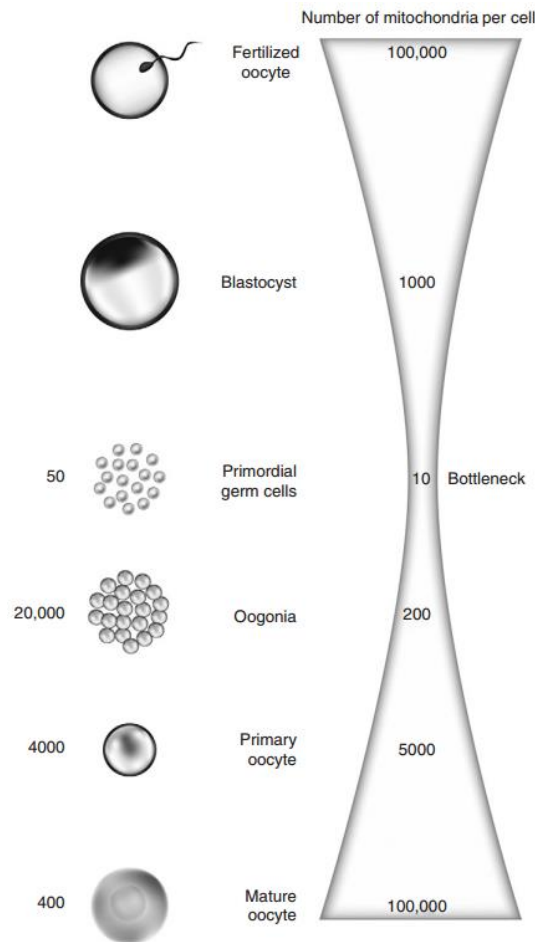 Number of mitochondria per cell
Fertilized
oocyte
100,000
Blastocyst
1000
50
Primordial
germ cells
10
Bottleneck
20,000
Oogonia
200
4000
Primary
oocyte
5000
400
Mature
oocyte
100,000